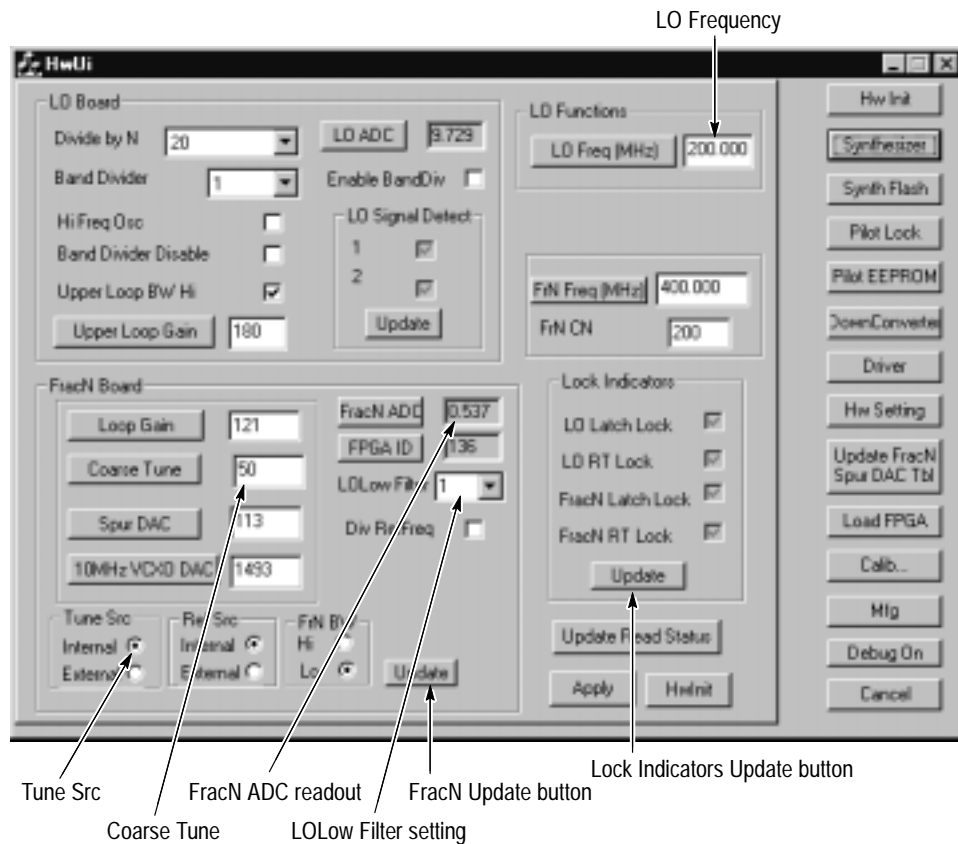 LO Frequency
HwUi
LO Board
Divide by N 20
LO ADC 9.729
Band Divider 1
Enable BandDiv
Hi Freq Osc
Band Divider Disable
Upper Loop BW Hi
Upper Loop Gain 180
LO Signal Detect
1
2
Update
LO Functions
LO Freq (MHz) 200.000
FrN Freq (MHz) 400.000
FrN CN 200
FracN Board
Loop Gain 121
Coarse Tune 50
Spur DAC 113
10MHz VCXO DAC 1493
FracN ADC 0.537
FPGA ID 136
LOLow Filter 1
Div Ref Freq
Tune Src
Internal
External
Ref Src
Internal
External
FrN BW
Hi
Lo
Update
Lock Indicators
LO Latch Lock
LO RT Lock
FracN Latch Lock
FracN RT Lock
Update
Update Read Status
Apply
HwInit
Hw Init
Synthesizer
Synth Flash
Pilot Lock
Pilot EEPROM
DownConverter
Driver
Hw Setting
Update FracN
Spur DAC Tbl
Load FPGA
Calib...
Mfg
Debug On
Cancel
Tune Src
Coarse Tune
FracN ADC readout
LOLow Filter setting
FracN Update button
Lock Indicators Update button